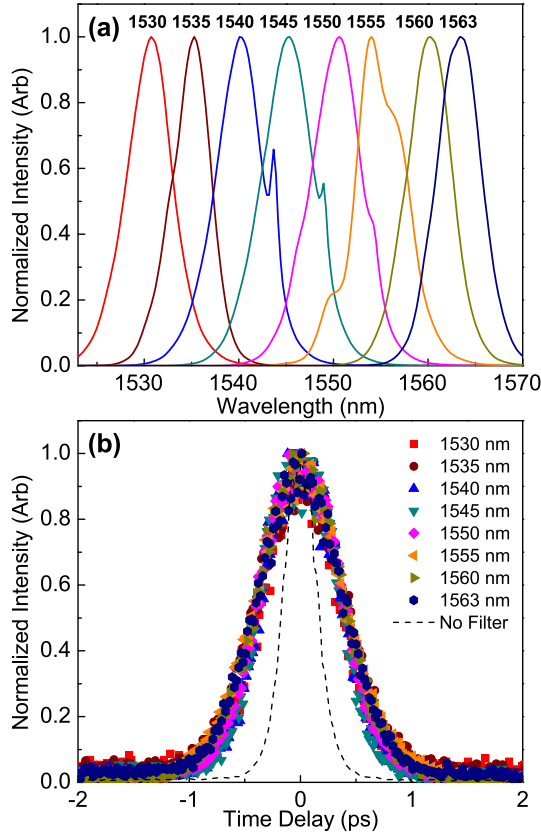 (a)
1530 1535 1540 1545 1550 1555 1560 1563
Normalized Intensity (Arb)
1.0
0.8
0.6
0.4
0.2
0.0
1530 1540 1550 1560 1570
Wavelength (nm)
(b)
Normalized Intensity (Arb)
1.0
0.8
0.6
0.4
0.2
0.0
1530 nm
1535 nm
1540 nm
1545 nm
1550 nm
1555 nm
1560 nm
1563 nm
No Filter
-2 -1 0 1 2
Time Delay (ps)